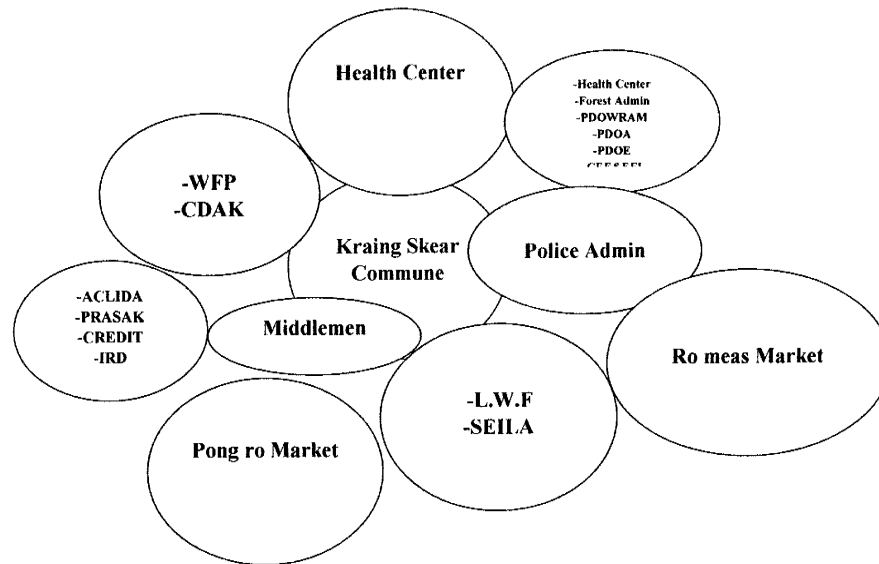 Health Center
-Health Center
-Forest Admin
-PDOWRAM
-PDOA
-PDOE
-WFP
-CDAK
Kraing Skear
Commune
Police Admin
-ACLIDA
-PRASAK
-CREDIT
-IRD
Middlemen
Ro meas Market
-L.W.F
-SEILA
Pong ro Market